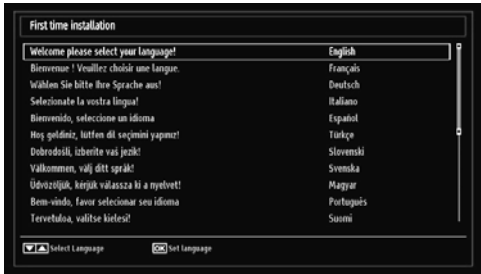 First time installation
Welcome please select your language! English
Bienvenue ! Veuillez choisir une langue. Français
Wählen Sie bitte Ihre Sprache aus! Deutsch
Selezionate la vostra lingua! Italiano
Bienvenido, seleccione un idioma Español
Hoş geldiniz, lütfen dil seçimini yapınız! Türkçe
Dobrodošli, izberite vaš jezik! Slovenski
Välkommen, välj ditt språk! Svenska
Üdvözöljük, kérjük válassza ki a nyelvet! Magyar
Bem-vindo, favor selecionar seu idioma Português
Tervetuloa, valitse kielesi! Suomi
Select Language OK Set language